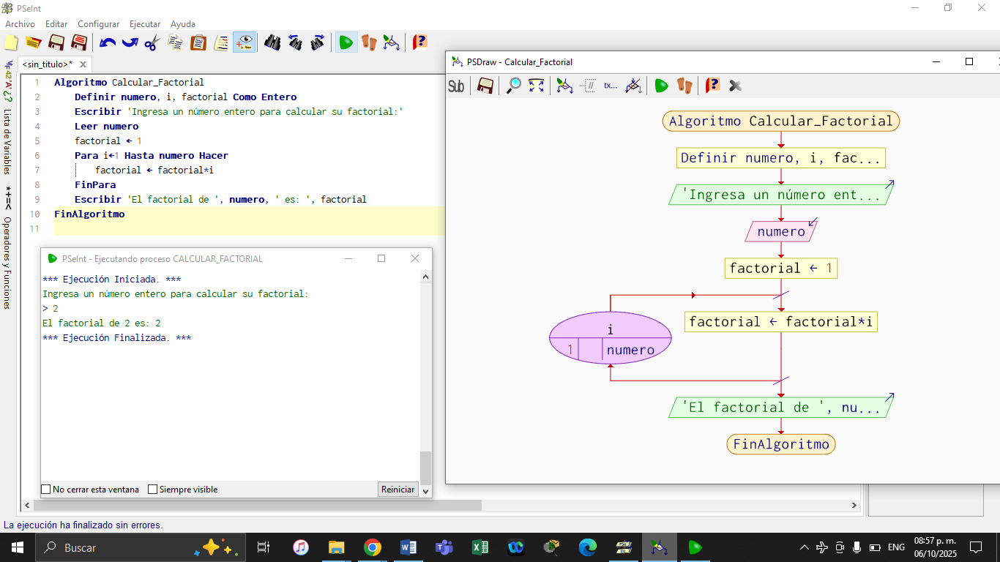 PSeInt
Archivo Editar Configurar Ejecutar Ayuda
<sin_titulo>* X
42 'A' ¿?
Lista de Variables
*+=<
Operadores y Funciones
1 Algoritmo Calcular_Factorial
2 Definir numero, i, factorial Como Entero
3 Escribir 'Ingresa un número entero para calcular su factorial:'
4 Leer numero
5 factorial ← 1
6 Para i←1 Hasta numero Hacer
7 factorial ← factorial*i
8 FinPara
9 Escribir 'El factorial de ', numero, ' es: ', factorial
10 FinAlgoritmo
11
PSeInt - Ejecutando proceso CALCULAR_FACTORIAL
*** Ejecución Iniciada. ***
Ingresa un número entero para calcular su factorial:
> 2
El factorial de 2 es: 2
*** Ejecución Finalizada. ***
No cerrar esta ventana Siempre visible Reiniciar
PSDraw - Calcular_Factorial
Sub tx...
Algoritmo Calcular_Factorial
Definir numero, i, fac...
'Ingresa un número ent...
numero
factorial ← 1
factorial ← factorial*i
i
1 numero
'El factorial de ', nu...
FinAlgoritmo
La ejecución ha finalizado sin errores.
Buscar
ENG
08:57 p. m.
06/10/2025